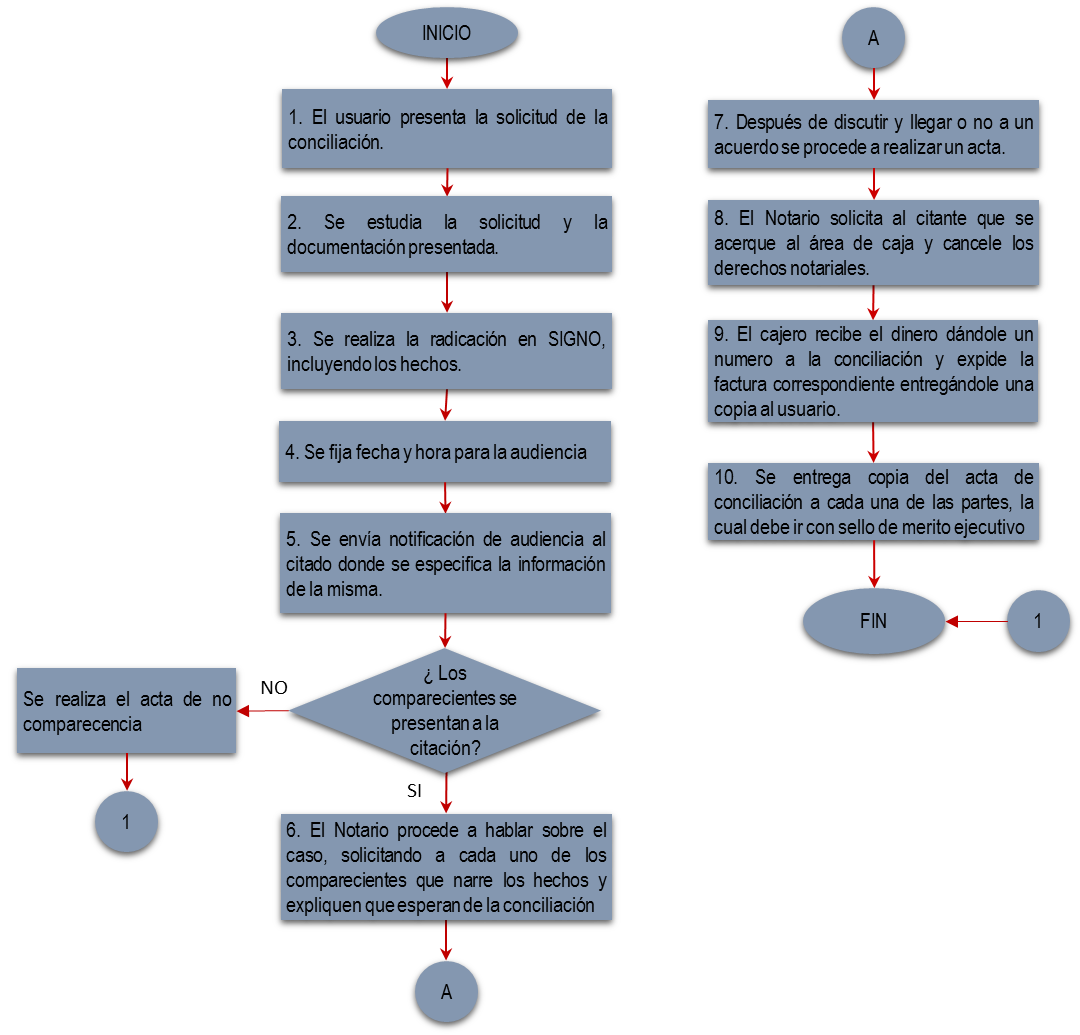 INICIO
1. El usuario presenta la solicitud de la
conciliación.
2. Se estudia la solicitud y la
documentación presentada.
3. Se realiza la radicación en SIGNO,
incluyendo los hechos.
4. Se fija fecha y hora para la audiencia
5. Se envía notificación de audiencia al
citado donde se especifica la información
de la misma.
¿ Los
comparecientes se
presentan a la
citación?
NO
Se realiza el acta de no
comparecencia
1
SI
6. El Notario procede a hablar sobre el
caso, solicitando a cada uno de los
comparecientes que narre los hechos y
expliquen que esperan de la conciliación
A
A
7. Después de discutir y llegar o no a un
acuerdo se procede a realizar un acta.
8. El Notario solicita al citante que se
acerque al área de caja y cancele los
derechos notariales.
9. El cajero recibe el dinero dándole un
numero a la conciliación y expide la
factura correspondiente entregándole una
copia al usuario.
10. Se entrega copia del acta de
conciliación a cada una de las partes, la
cual debe ir con sello de merito ejecutivo
FIN
1